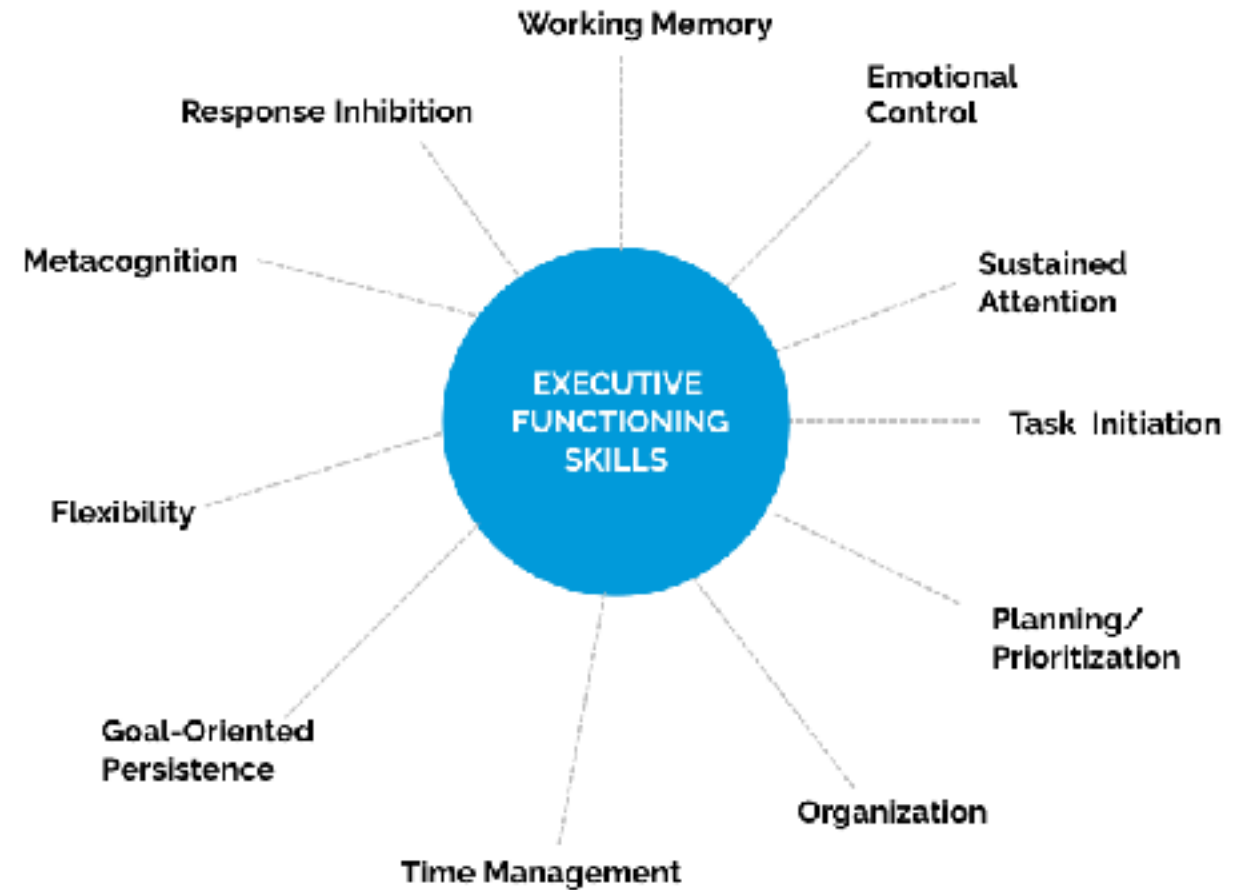 Working Memory
Emotional
Control
Response Inhibition
Metacognition
Sustained
Attention
EXECUTIVE
FUNCTIONING
SKILLS
Task Initiation
Flexibility
Planning/
Prioritization
Goal-Oriented
Persistence
Organization
Time Management